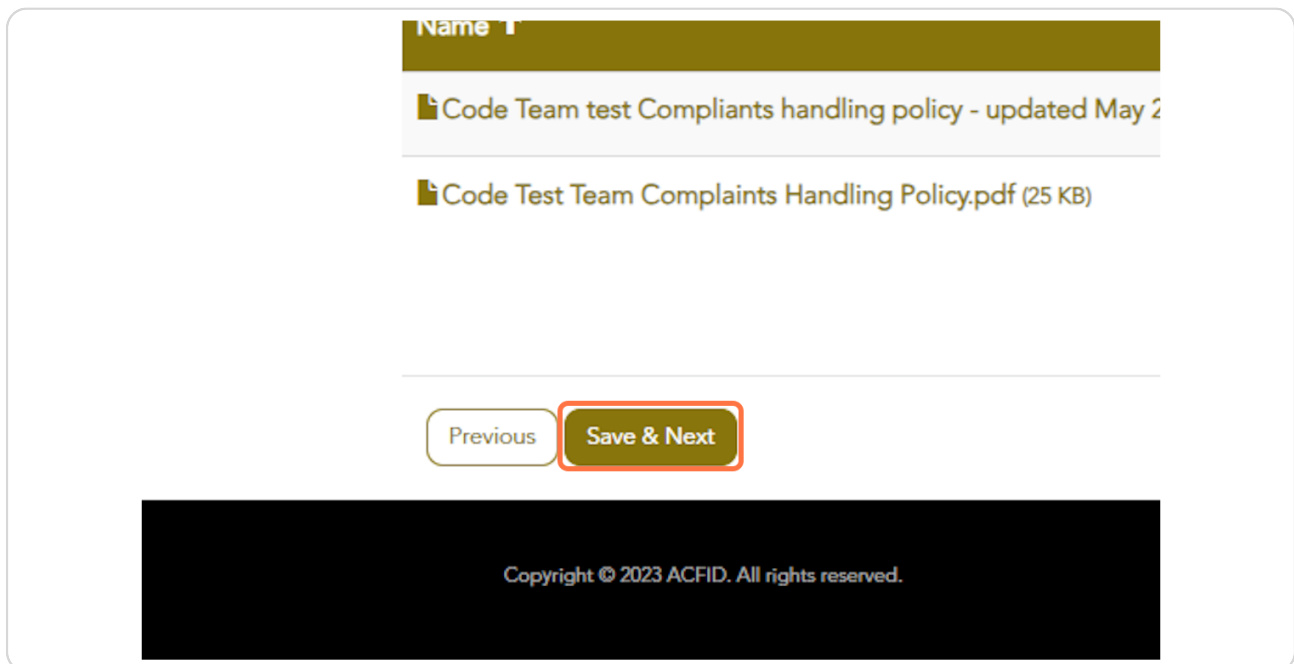 Name
Code Team test Compliants handling policy - updated May 2
Code Test Team Complaints Handling Policy.pdf (25 KB)
Previous
Save & Next
Copyright © 2023 ACFID. All rights reserved.